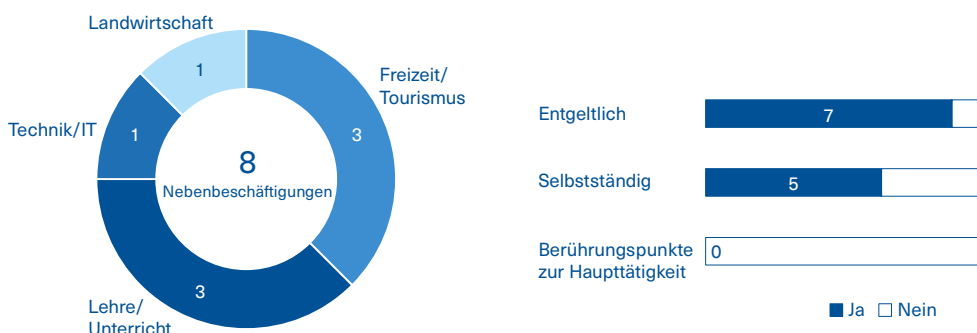 Landwirtschaft
1
Freizeit/
Tourismus
3
Technik/IT
1
8
Nebenbeschäftigungen
3
Lehre/
Unterricht
Entgeltlich
7
Selbstständig
5
Berührungspunkte
zur Haupttätigkeit
0
Ja
Nein